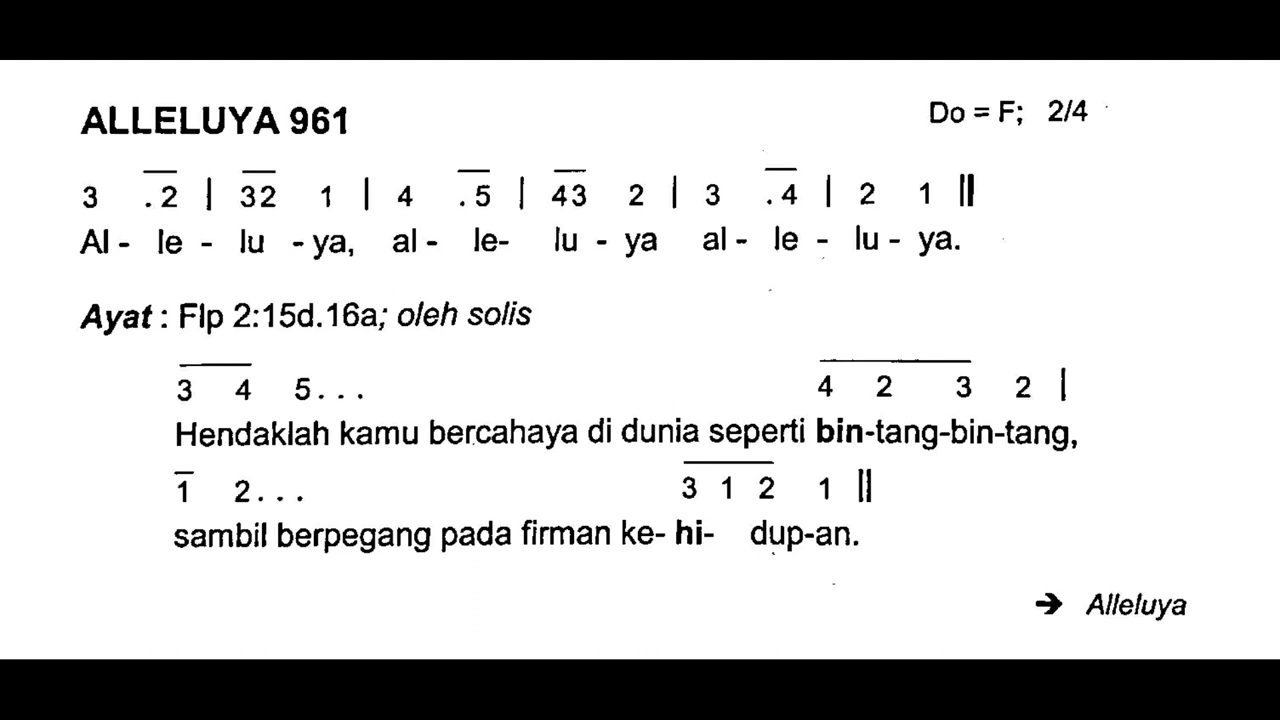 ALLELUYA 961 Do = F; 2/4
3 .2 | 32 1 | 4 .5 | 43 2 | 3 .4 | 2 1 ||
Al - le - lu - ya, al - le- lu - ya al - le - lu - ya.
Ayat : Flp 2:15d.16a; oleh solis
3 4 5 . . . 4 2 3 2 |
Hendaklah kamu bercahaya di dunia seperti bin-tang-bin-tang,
1 2 . . . 3 1 2 1 ||
sambil berpegang pada firman ke- hi- dup-an.
→ Alleluya